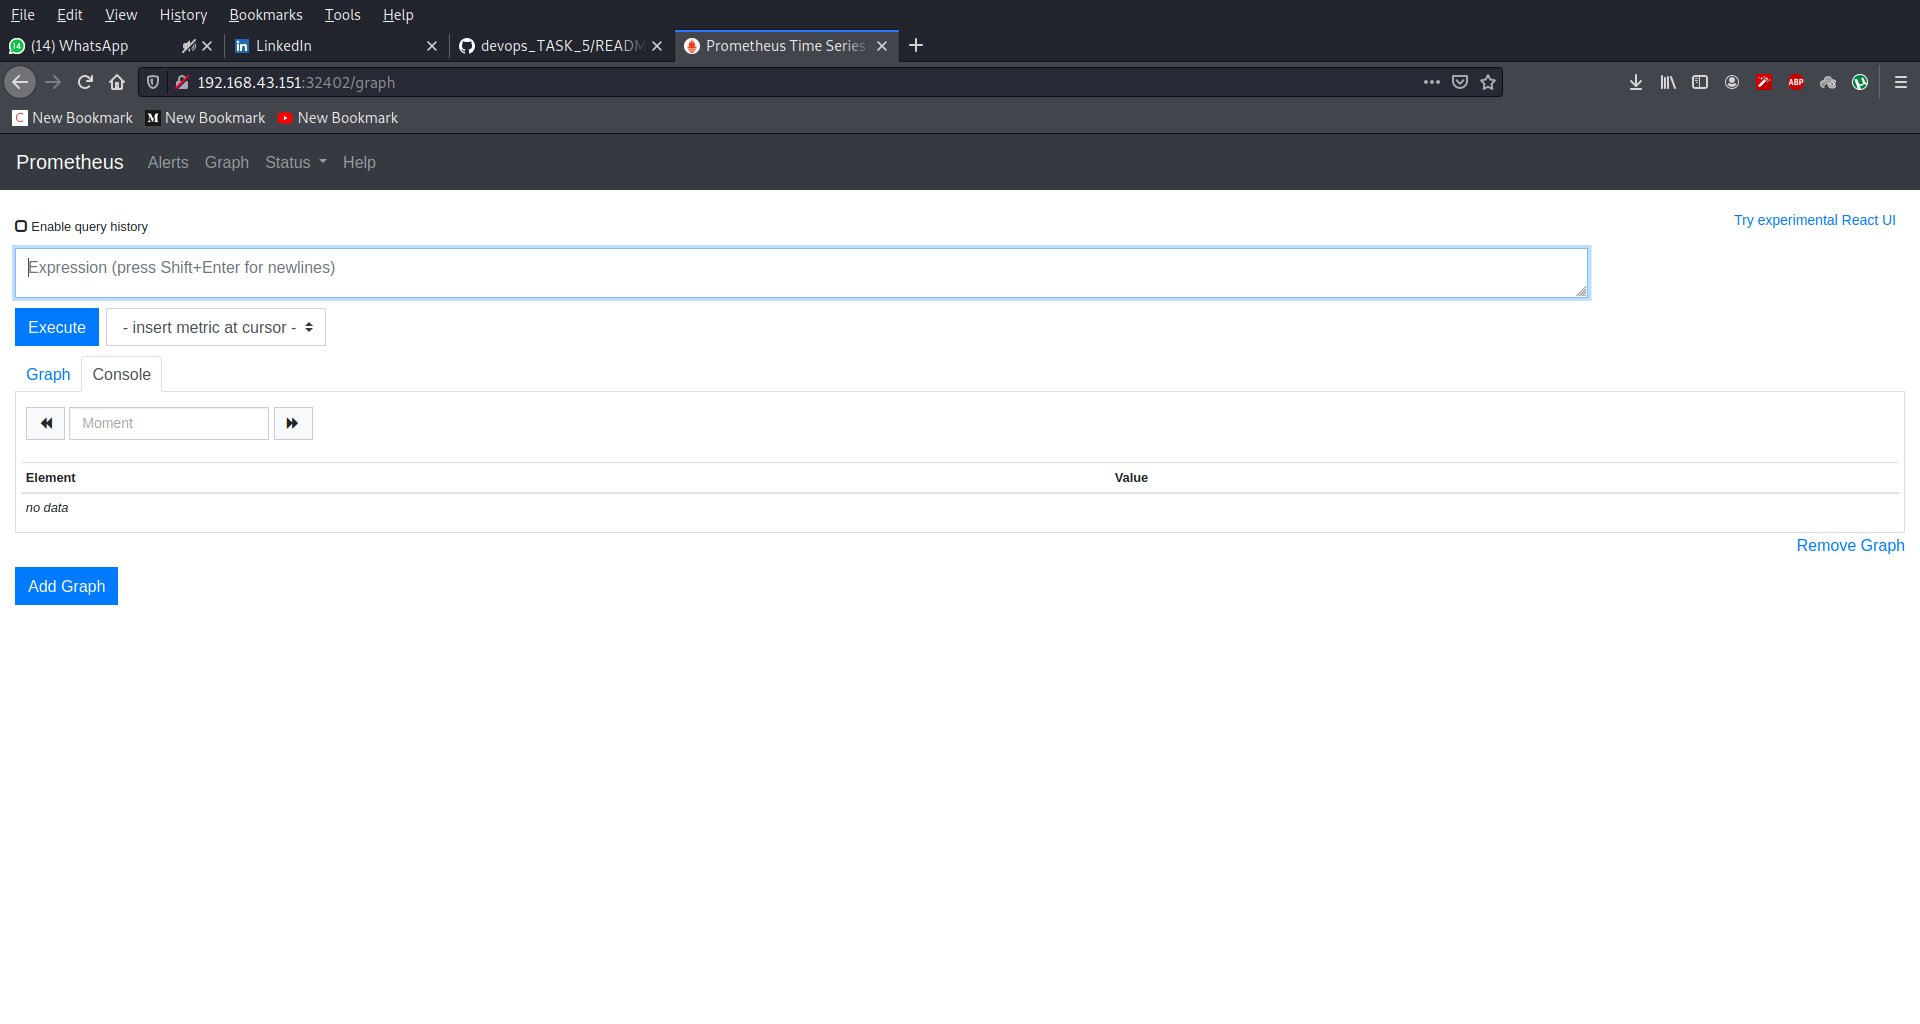 File Edit View History Bookmarks Tools Help
(14) WhatsApp LinkedIn devops_TASK_5/READM Prometheus Time Series
192.168.43.151:32402/graph ABP
C New Bookmark M New Bookmark New Bookmark
Prometheus Alerts Graph Status Help
Enable query history Try experimental React UI
Expression (press Shift+Enter for newlines)
Execute - insert metric at cursor -
Graph Console
Moment
Element Value
no data
Remove Graph
Add Graph